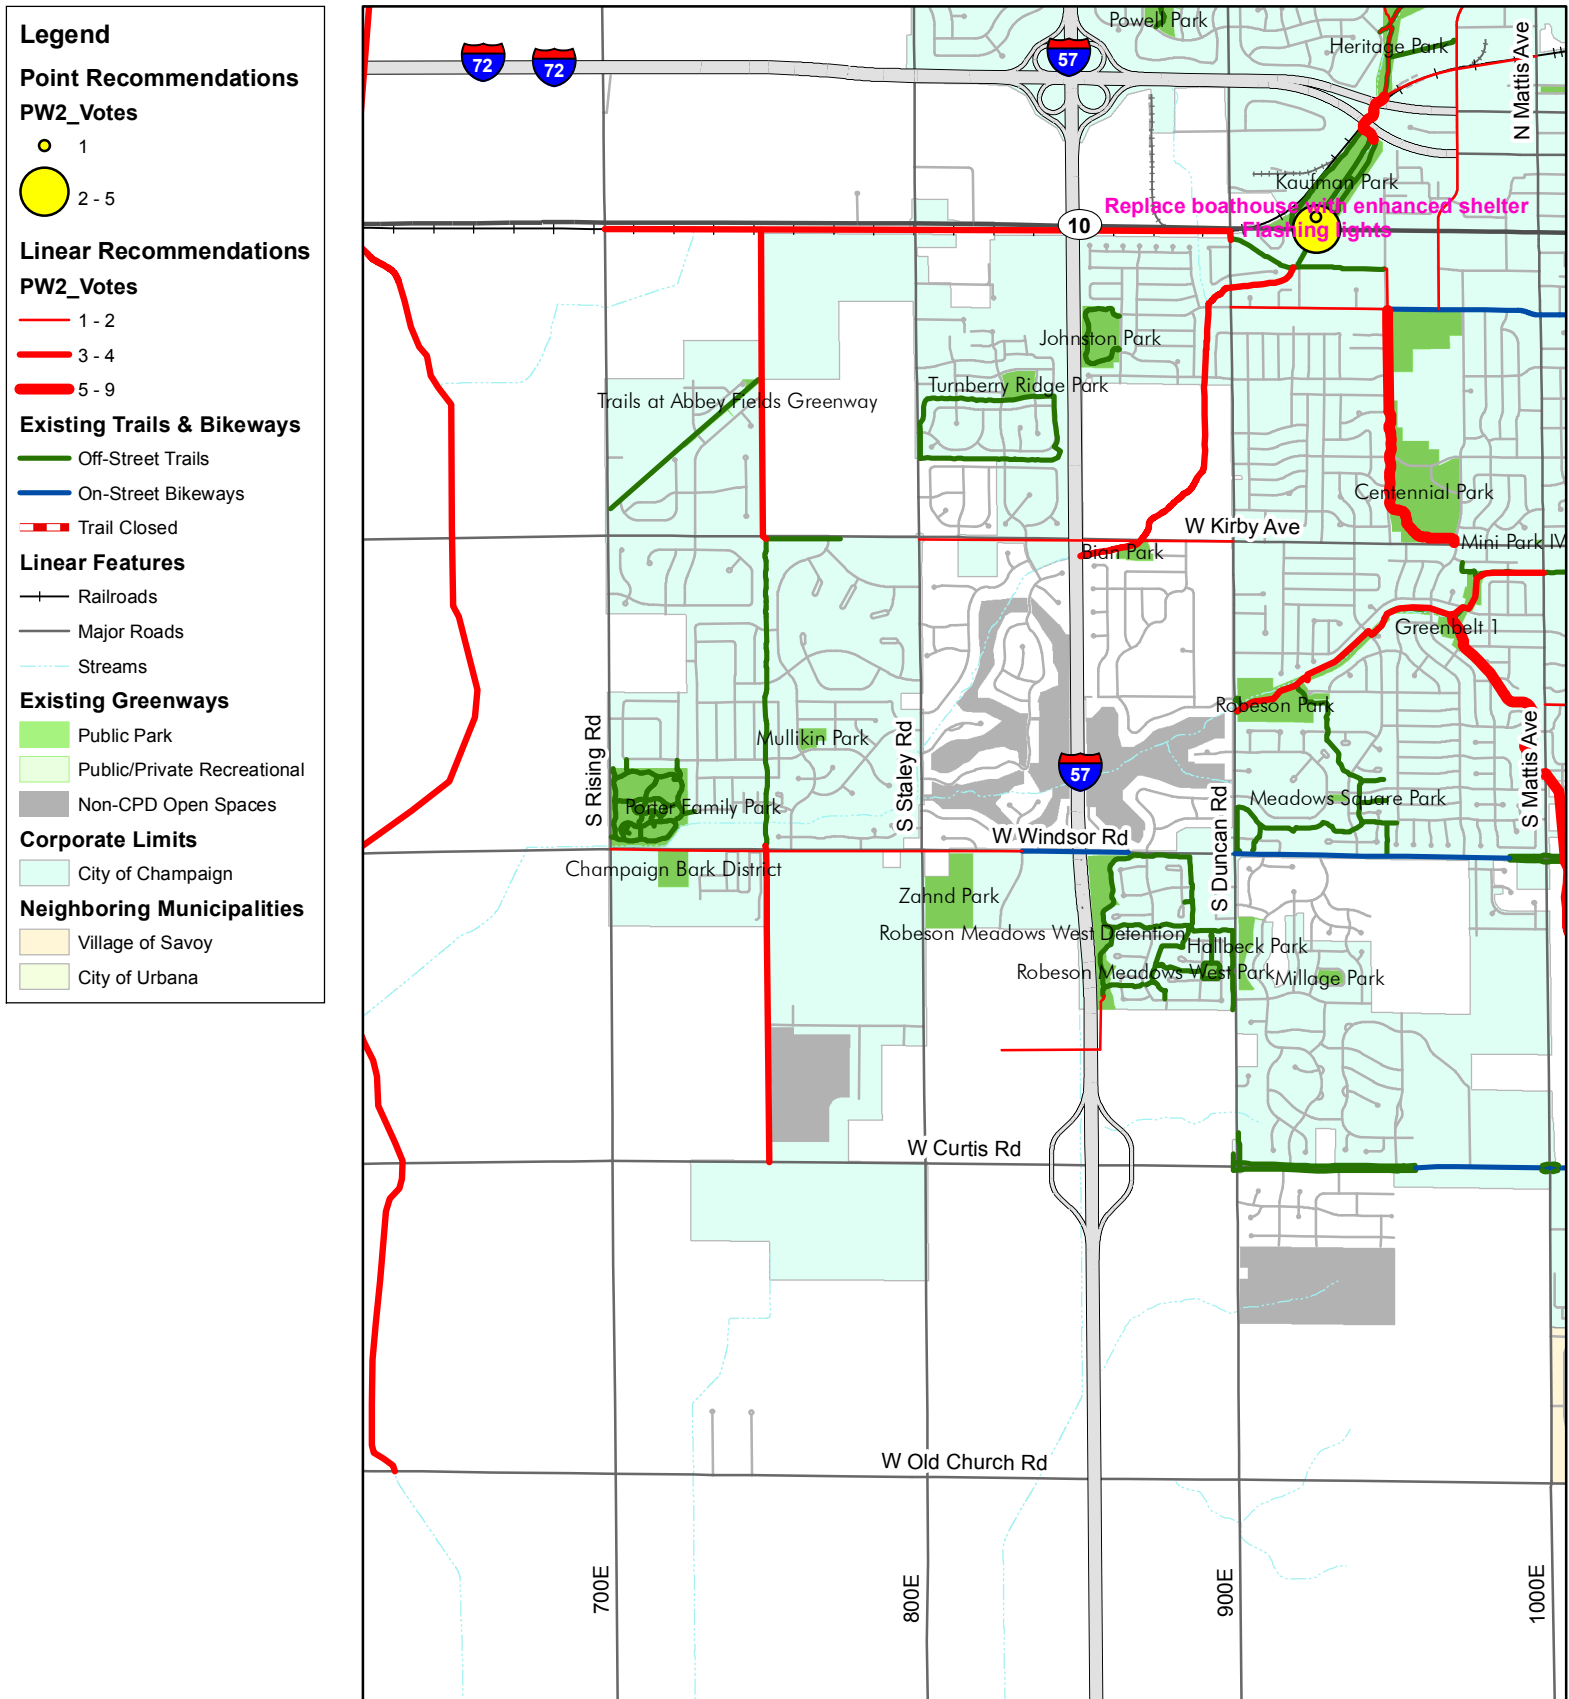 Legend
Point Recommendations
PW2_Votes
1
2 - 5
Linear Recommendations
PW2_Votes
1 - 2
3 - 4
5 - 9
Existing Trails & Bikeways
Off-Street Trails
On-Street Bikeways
Trail Closed
Linear Features
Railroads
Major Roads
Streams
Existing Greenways
Public Park
Public/Private Recreational
Non-CPD Open Spaces
Corporate Limits
City of Champaign
Neighboring Municipalities
Village of Savoy
City of Urbana
Powell Park
Heritage Park
N Mattis Ave
72
72
57
Kaufman Park
Replace boathouse with enhanced shelter
Flashing lights
10
Johnston Park
Turnberry Ridge Park
Trails at Abbey Fields Greenway
Centennial Park
W Kirby Ave
Mini Park IV
Bian Park
Greenbelt 1
Robeson Park
S Rising Rd
S Staley Rd
Mullikin Park
57
S Duncan Rd
S Mattis Ave
Porter Family Park
Meadows Square Park
W Windsor Rd
Champaign Bark District
Zahnd Park
Robeson Meadows West Detention
Hallbeck Park
Robeson Meadows West Park
Millage Park
W Curtis Rd
W Old Church Rd
700E
800E
900E
1000E